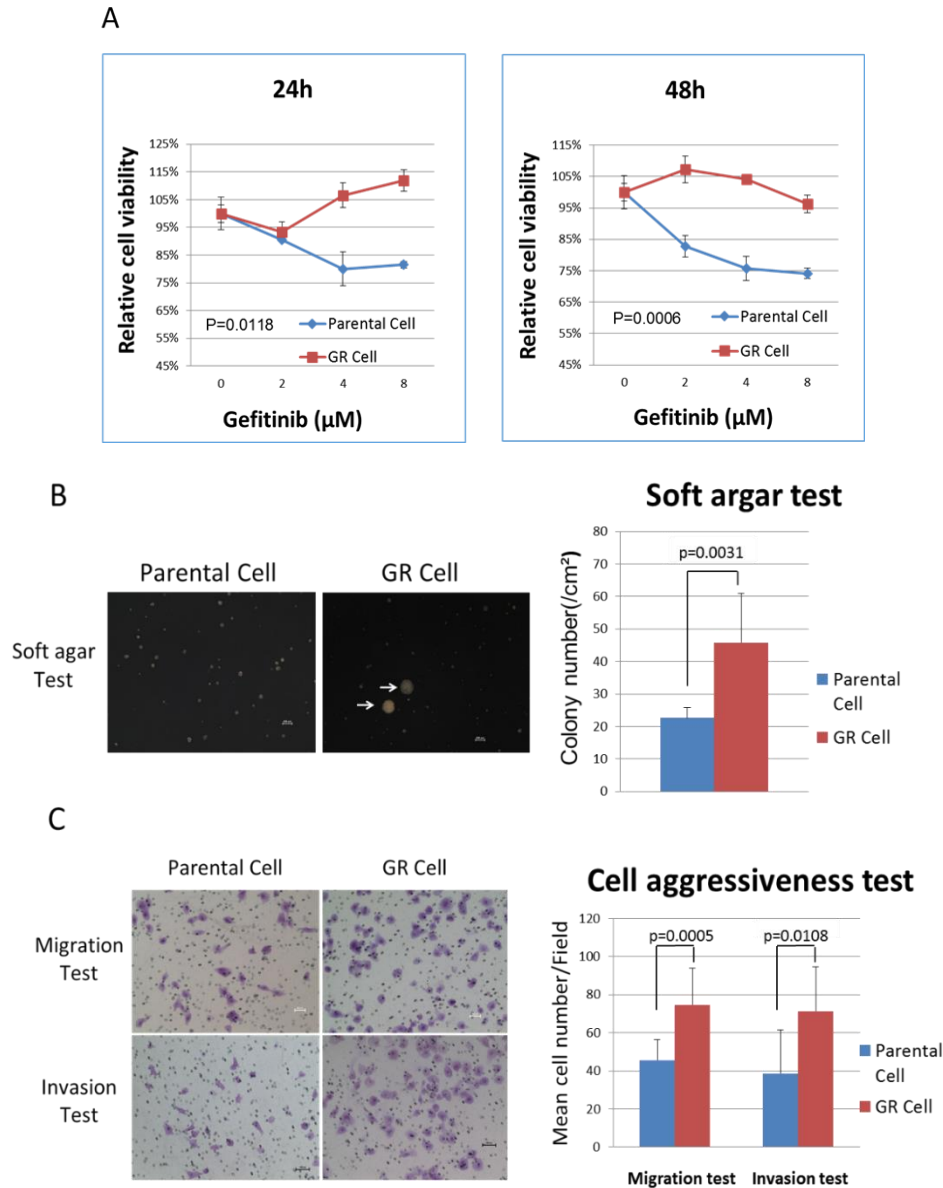 A
24h
Relative cell viability
125%
115%
105%
95%
85%
75%
65%
55%
45%
P=0.0118
Parental Cell
GR Cell
0 2 4 8
Gefitinib (μM)
48h
Relative cell viability
115%
105%
95%
85%
75%
65%
55%
45%
P=0.0006
Parental Cell
GR Cell
0 2 4 8
Gefitinib (μM)
B
Parental Cell
GR Cell
Soft agar
Test
Soft argar test
Colony number(/cm²)
80
70
60
50
40
30
20
10
0
p=0.0031
Parental
Cell
GR Cell
C
Parental Cell
GR Cell
Migration
Test
Invasion
Test
Cell aggressiveness test
Mean cell number/Field
120
100
80
60
40
20
0
p=0.0005
p=0.0108
Parental
Cell
GR Cell
Migration test
Invasion test